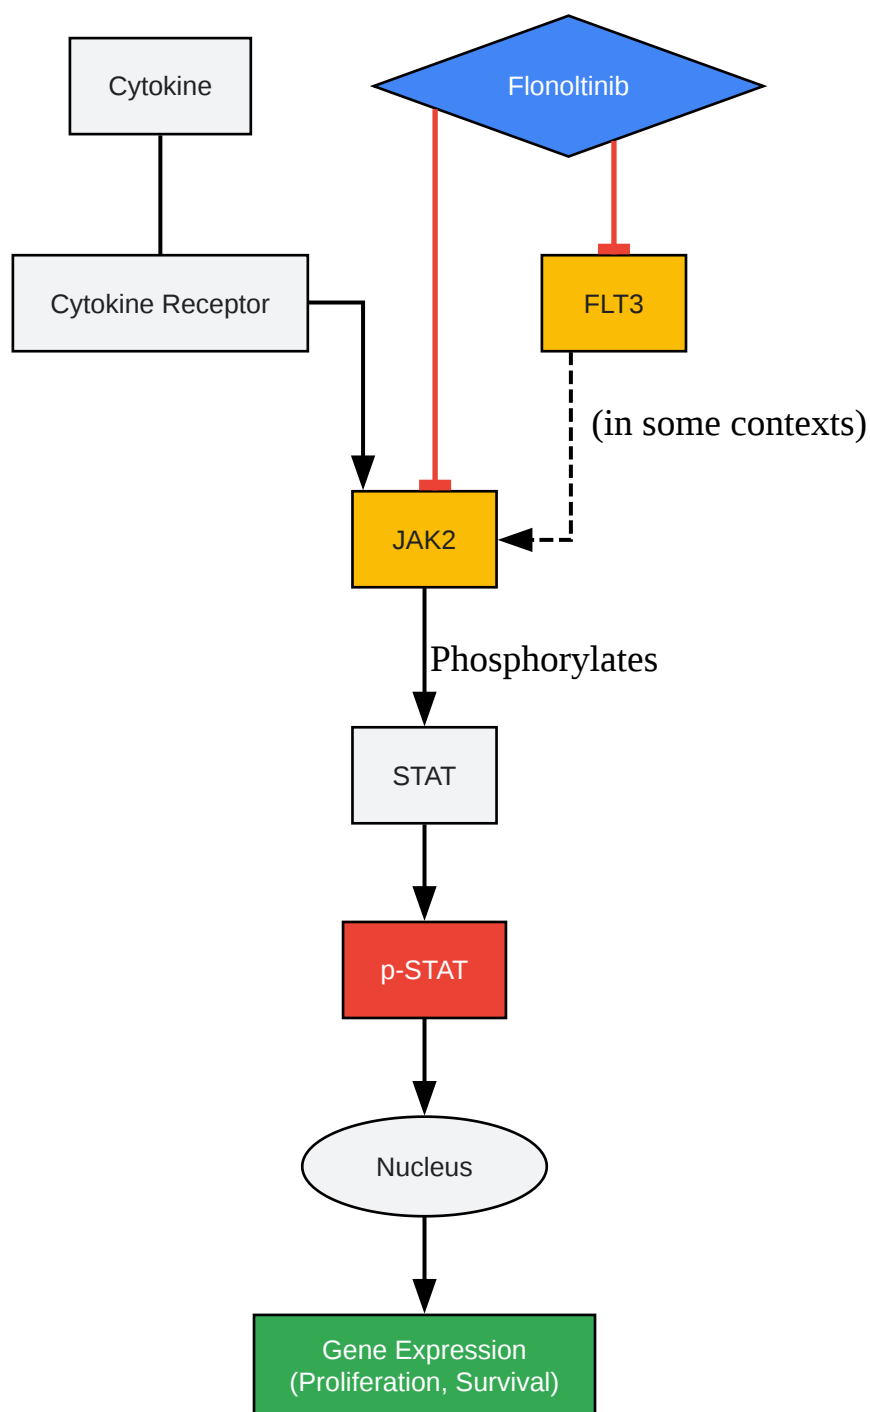 Cytokine
Flonoltinib
Cytokine Receptor
FLT3
(in some contexts)
JAK2
Phosphorylates
STAT
p-STAT
Nucleus
Gene Expression
(Proliferation, Survival)